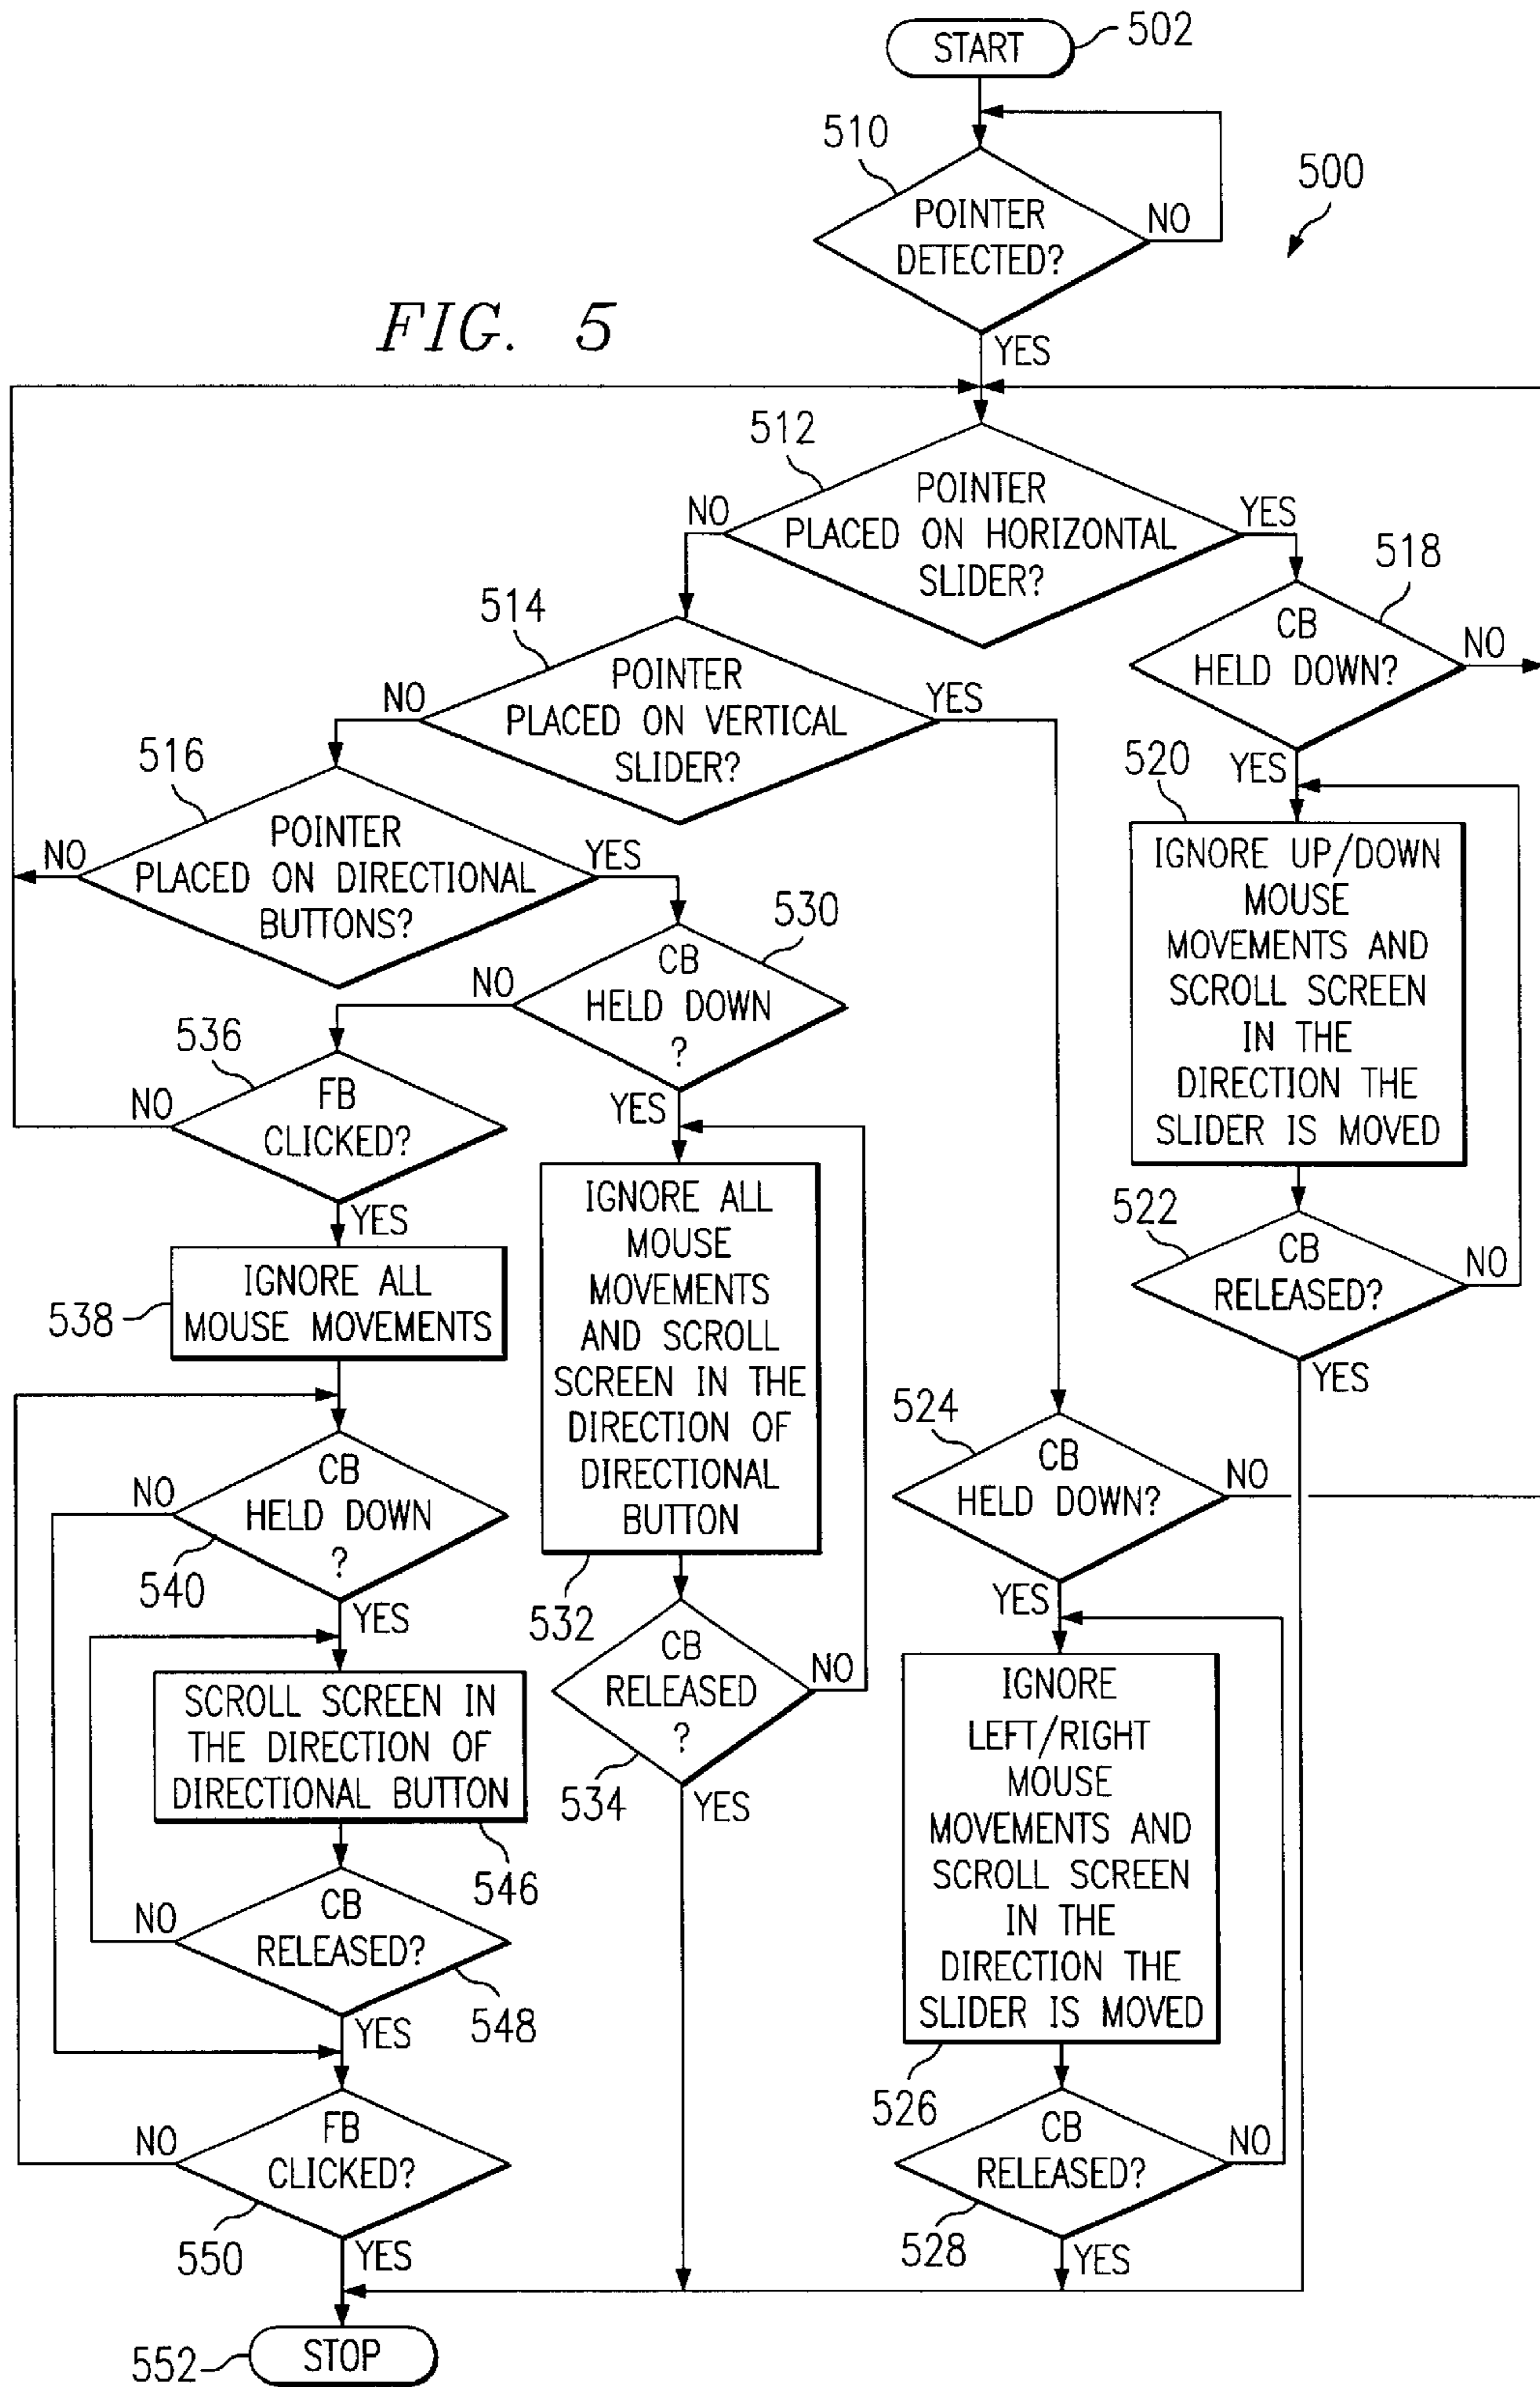 START
502
510
POINTER
DETECTED?
NO
500
FIG. 5
YES
512
POINTER
PLACED ON HORIZONTAL
SLIDER?
NO
YES
518
CB
HELD DOWN?
NO
YES
514
POINTER
PLACED ON VERTICAL
SLIDER?
NO
YES
516
POINTER
PLACED ON DIRECTIONAL
BUTTONS?
NO
YES
520
IGNORE UP/DOWN
MOUSE
MOVEMENTS AND
SCROLL SCREEN
IN THE
DIRECTION THE
SLIDER IS MOVED
522
CB
RELEASED?
NO
YES
530
CB
HELD DOWN
?
NO
YES
536
FB
CLICKED?
NO
YES
538
IGNORE ALL
MOUSE MOVEMENTS
IGNORE ALL
MOUSE
MOVEMENTS
AND SCROLL
SCREEN IN THE
DIRECTION OF
DIRECTIONAL
BUTTON
532
CB
RELEASED
?
NO
534
YES
524
CB
HELD DOWN?
NO
YES
IGNORE
LEFT/RIGHT
MOUSE
MOVEMENTS AND
SCROLL SCREEN
IN THE
DIRECTION THE
SLIDER IS MOVED
526
CB
RELEASED?
NO
528
YES
CB
HELD DOWN
?
NO
540
YES
SCROLL SCREEN IN
THE DIRECTION OF
DIRECTIONAL BUTTON
546
CB
RELEASED?
NO
548
YES
FB
CLICKED?
NO
550
YES
552
STOP